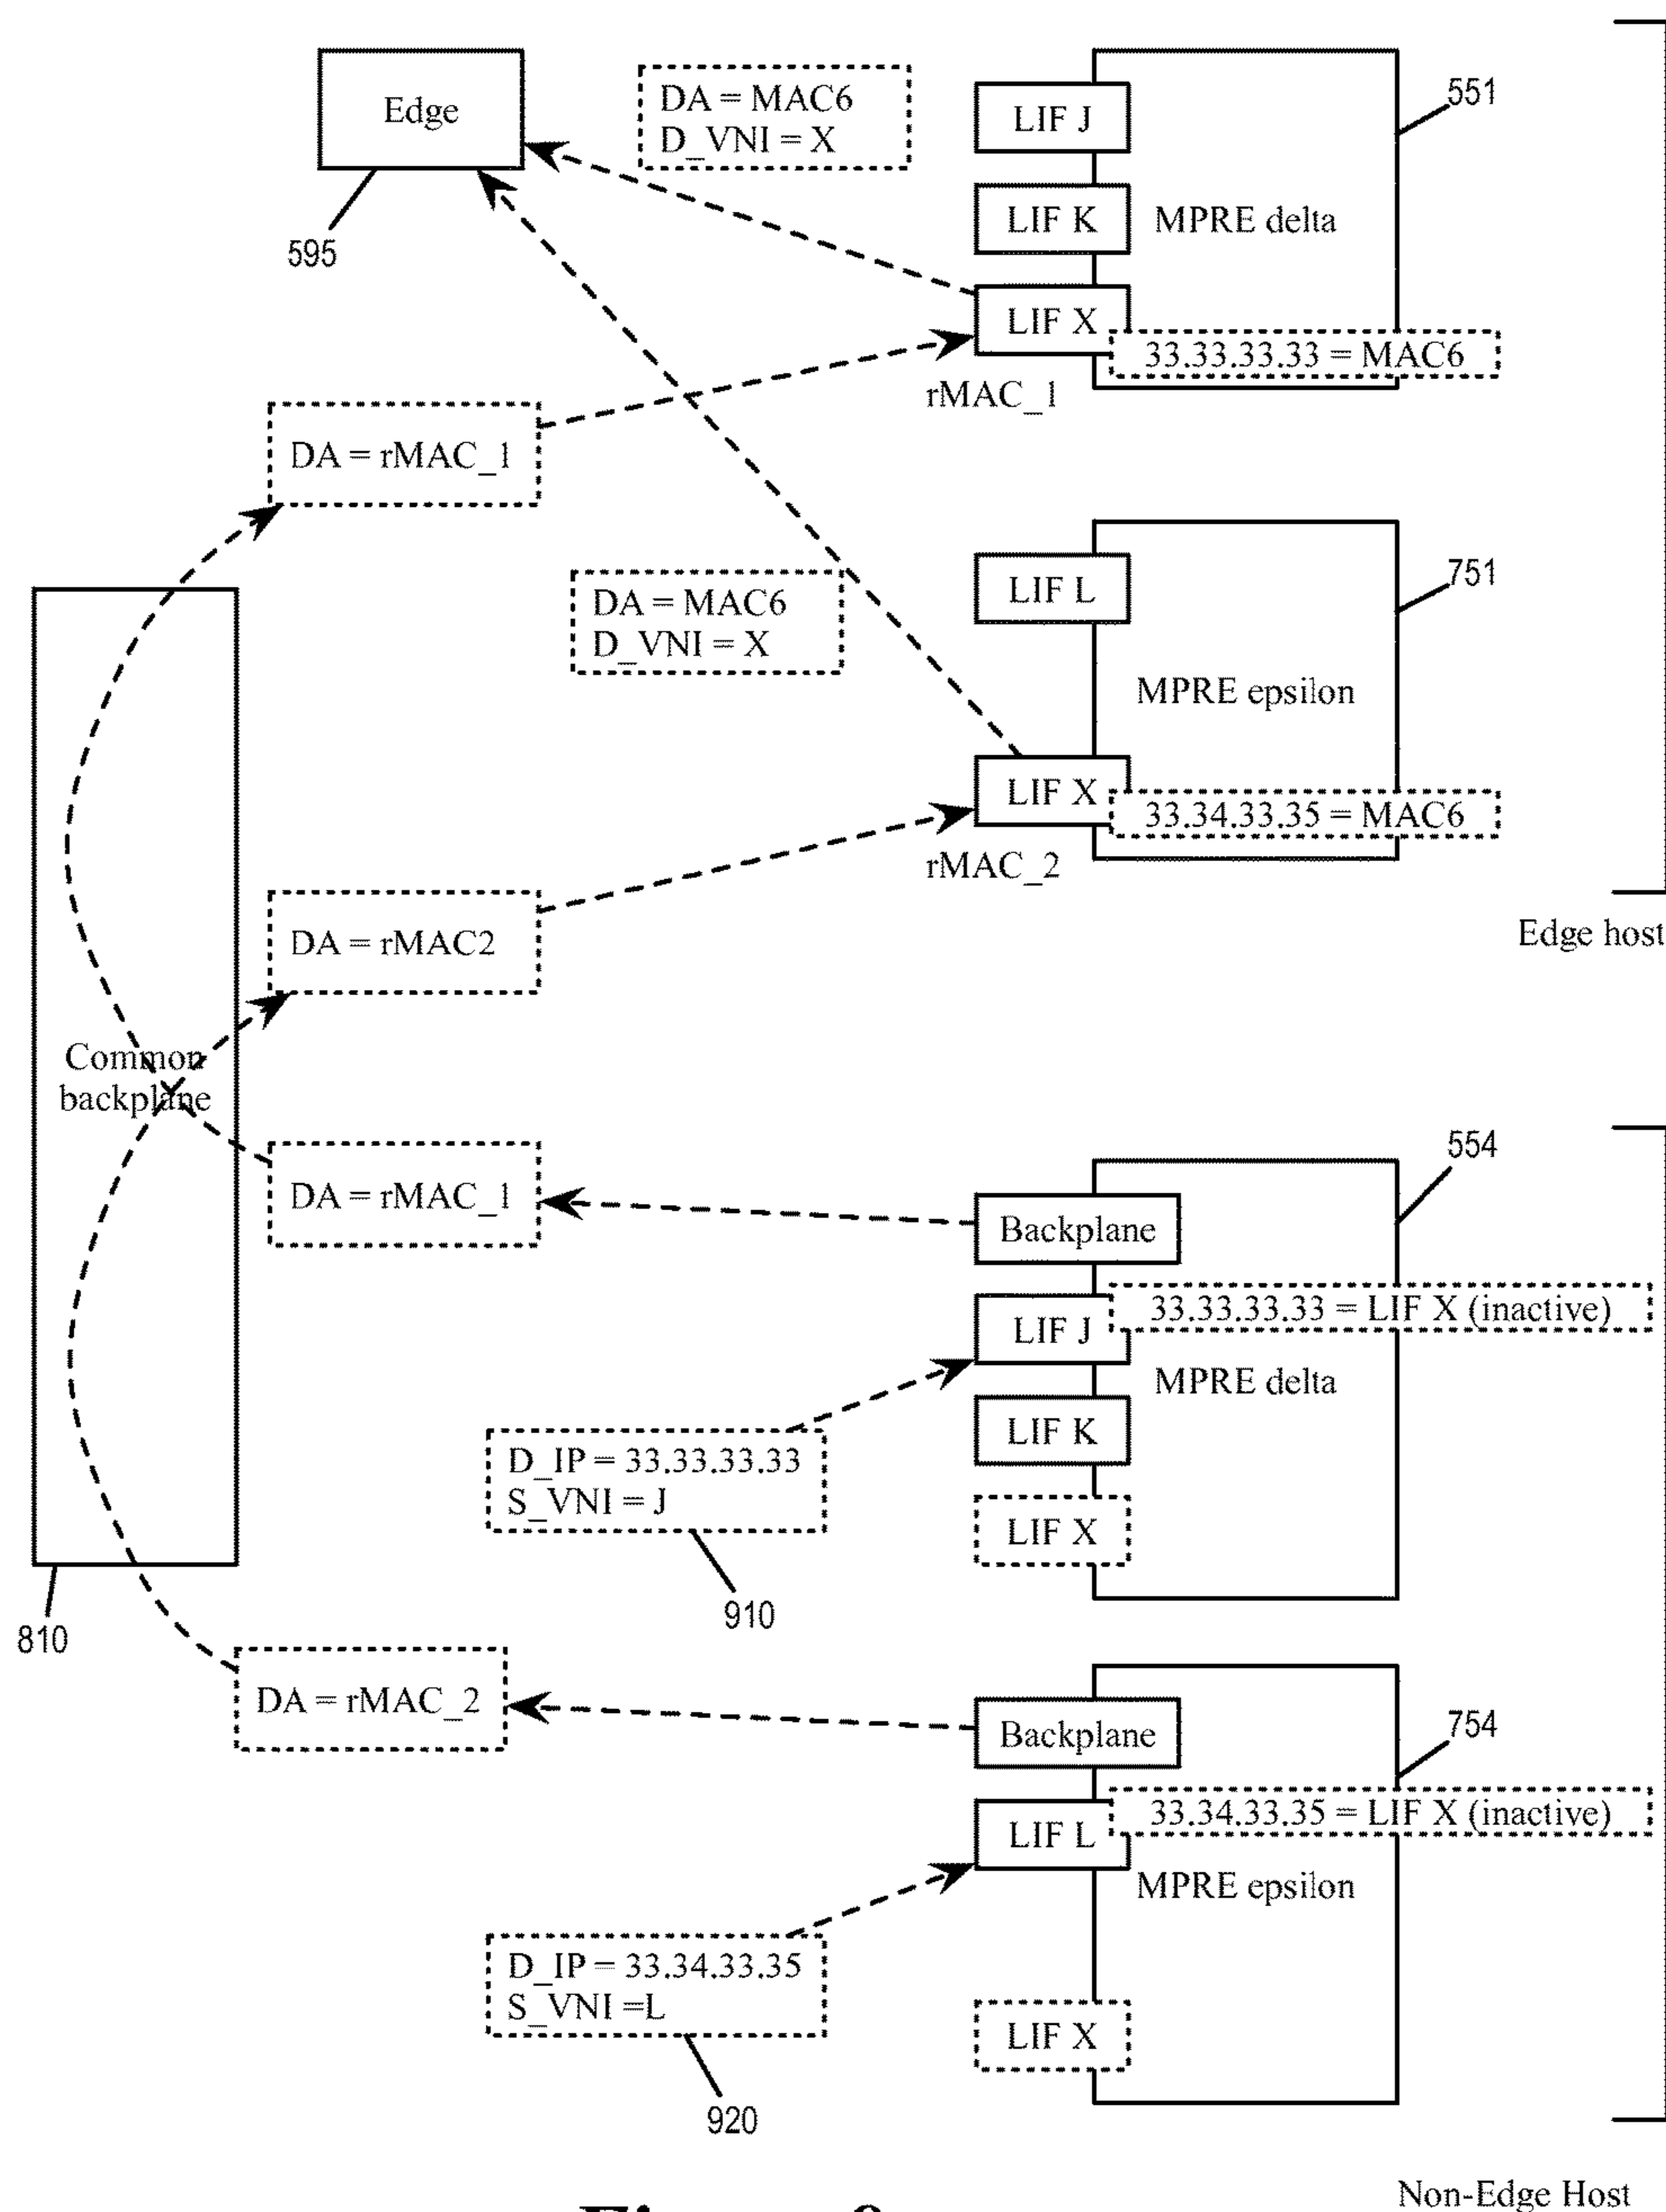 Edge
595
DA = MAC6
D_VNI = X
LIF J
LIF K
MPRE delta
LIF X
33.33.33.33 = MAC6
rMAC_1
551
DA = rMAC_1
DA = MAC6
D_VNI = X
LIF L
MPRE epsilon
LIF X
33.34.33.35 = MAC6
rMAC_2
751
DA = rMAC2
Edge host
Common
backplane
810
DA = rMAC_1
Backplane
554
33.33.33.33 = LIF X (inactive)
LIF J
MPRE delta
LIF K
LIF X
D_IP = 33.33.33.33
S_VNI = J
910
DA = rMAC_2
Backplane
754
33.34.33.35 = LIF X (inactive)
LIF L
MPRE epsilon
LIF X
D_IP = 33.34.33.35
S_VNI =L
920
Non-Edge Host